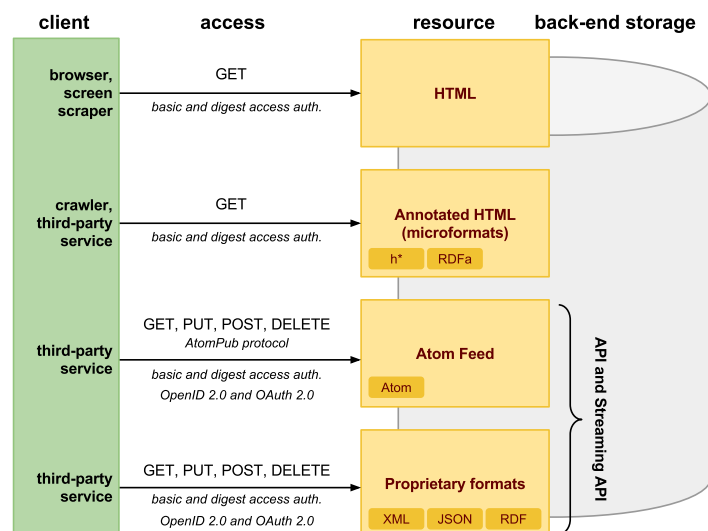 client access resource back-end storage
browser,
screen
scraper
GET
basic and digest access auth.
HTML
crawler,
third-party
service
GET
basic and digest access auth.
Annotated HTML
(microformats)
h* RDFa
third-party
service
GET, PUT, POST, DELETE
AtomPub protocol
basic and digest access auth.
OpenID 2.0 and OAuth 2.0
Atom Feed
Atom
API and Streaming API
third-party
service
GET, PUT, POST, DELETE
basic and digest access auth.
OpenID 2.0 and OAuth 2.0
Proprietary formats
XML JSON RDF